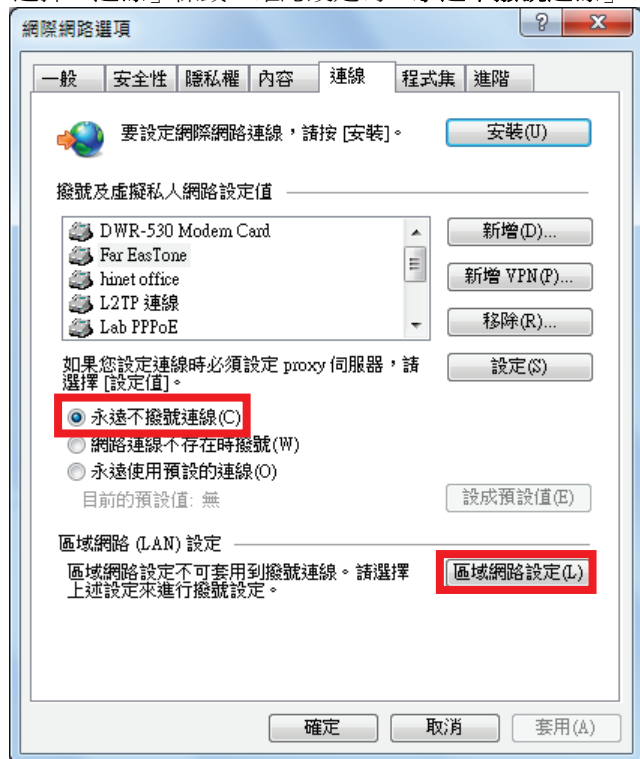 網際網路選項
一般 安全性 隱私權 內容 連線 程式集 進階
要設定網際網路連線,請按 [安裝]。 安裝(U)
撥號及虛擬私人網路設定值
DWR-530 Modem Card 新增(D)...
Far EasTone
hinet office 新增 VPN(P)...
L2TP 連線
Lab PPPoE 移除(R)...
如果您設定連線時必須設定 proxy 伺服器,請 設定(S)
選擇 [設定值]。
永遠不撥號連線(C)
網路連線不存在時撥號(W)
永遠使用預設的連線(O)
目前的預設值: 無 設成預設值(E)
區域網路 (LAN) 設定
區域網路設定不可套用到撥號連線。請選擇 區域網路設定(L)
上述設定來進行撥號設定。
確定 取消 套用(A)